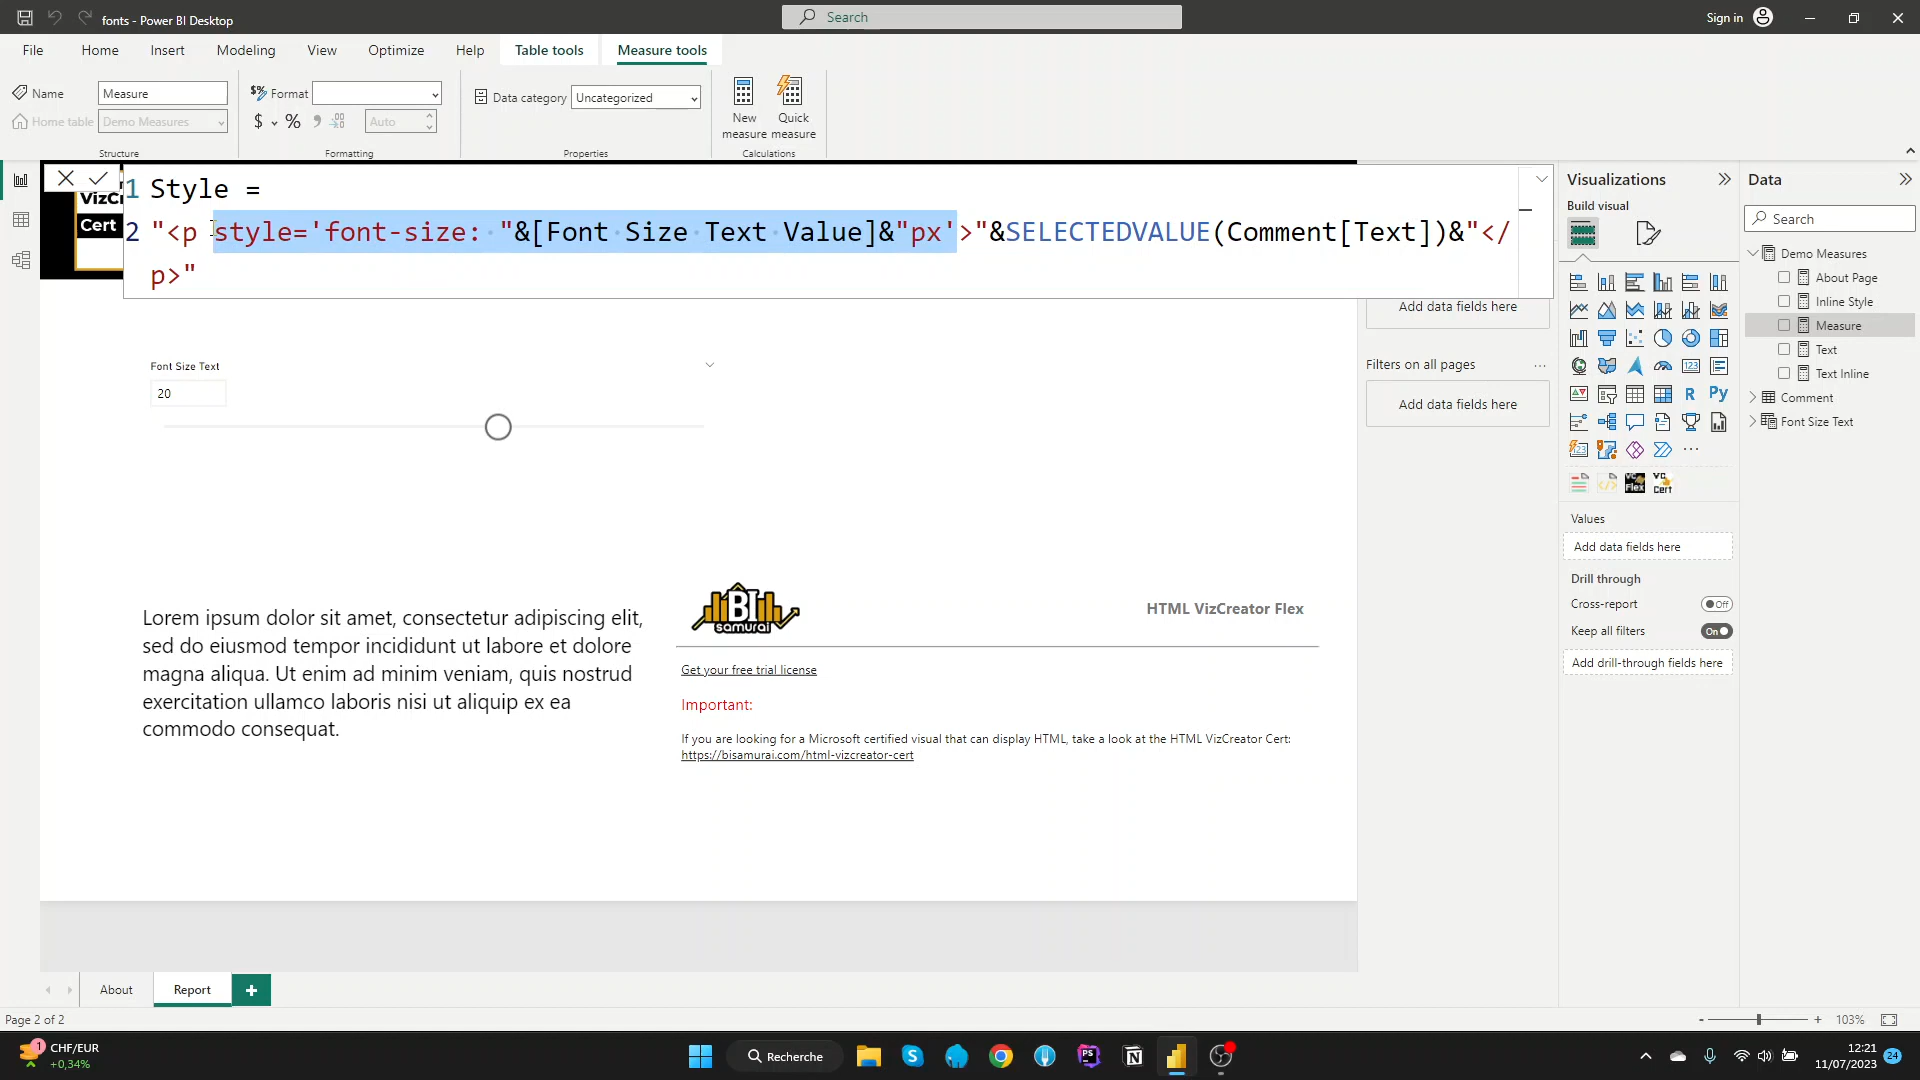 fonts - Power BI Desktop
Search
Sign in
File
Home
Insert
Modeling
View
Optimize
Help
Table tools
Measure tools
Name
Measure
Home table
Demo Measures
Structure
Format
$
%
Auto
Formatting
Data category
Uncategorized
Properties
New measure
Quick measure
Calculations
Cert
1 Style =
2 "<p style='font-size: "&[Font Size Text Value]&"px'>"&SELECTEDVALUE(Comment[Text])&"</
p>"
Font Size Text
20
Lorem ipsum dolor sit amet, consectetur adipiscing elit,
sed do eiusmod tempor incididunt ut labore et dolore
magna aliqua. Ut enim ad minim veniam, quis nostrud
exercitation ullamco laboris nisi ut aliquip ex ea
commodo consequat.
BI
samurai
HTML VizCreator Flex
Get your free trial license
Important:
If you are looking for a Microsoft certified visual that can display HTML, take a look at the HTML VizCreator Cert:
https://bisamurai.com/html-vizcreator-cert
Add data fields here
Filters on all pages
...
Add data fields here
Visualizations
Build visual
123
R
Py
123
...
VC Flex
VC Cert
Values
Add data fields here
Drill through
Cross-report
Off
Keep all filters
On
Add drill-through fields here
Data
Search
Demo Measures
About Page
Inline Style
Measure
Text
Text Inline
Comment
Font Size Text
About
Report
+
Page 2 of 2
- + 103%
1
CHF/EUR
+0,34%
Recherche
S
PS
N
12:21
11/07/2023
24